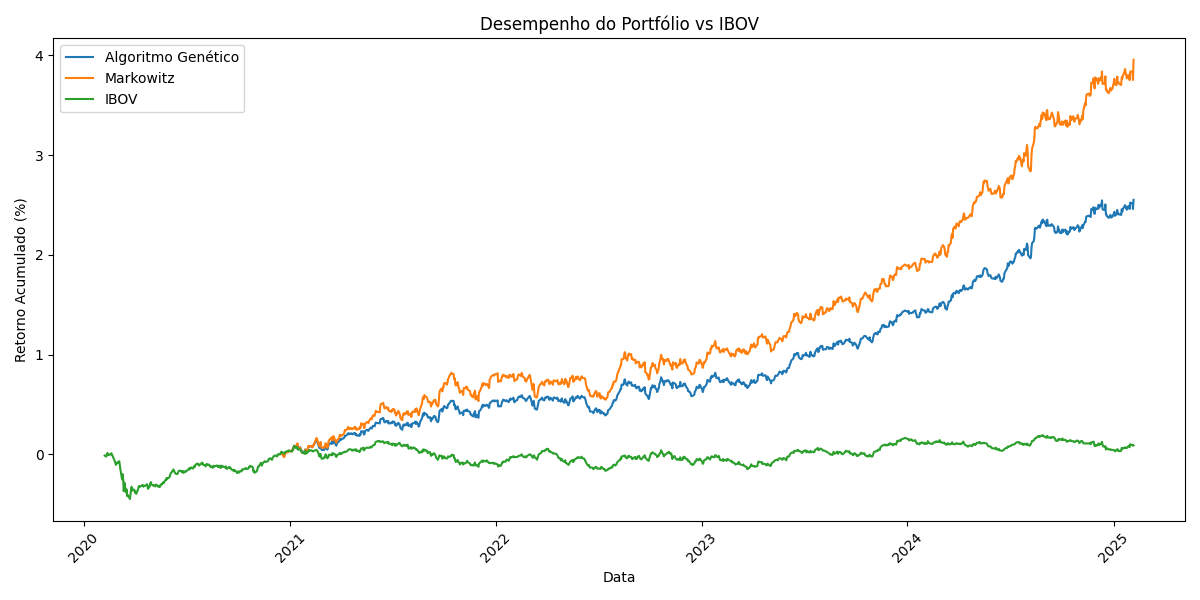 Desempenho do Portfólio vs IBOV
Algoritmo Genético
Markowitz
IBOV
Retorno Acumulado (%)
4
3
2
1
0
2020
2021
2022
2023
2024
2025
Data